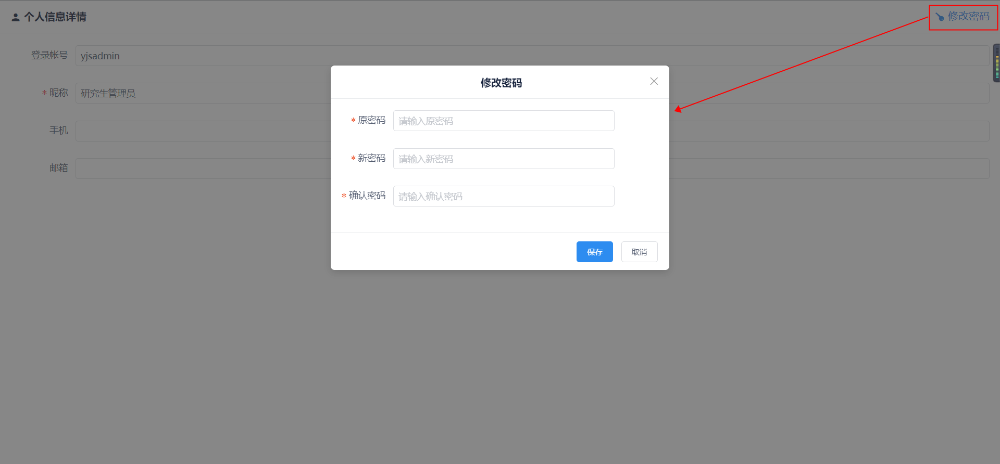 个人信息详情
修改密码
登录帐号 yjsadmin
* 昵称 研究生管理员
手机
邮箱
修改密码
* 原密码 请输入原密码
* 新密码 请输入新密码
* 确认密码 请输入确认密码
保存 取消